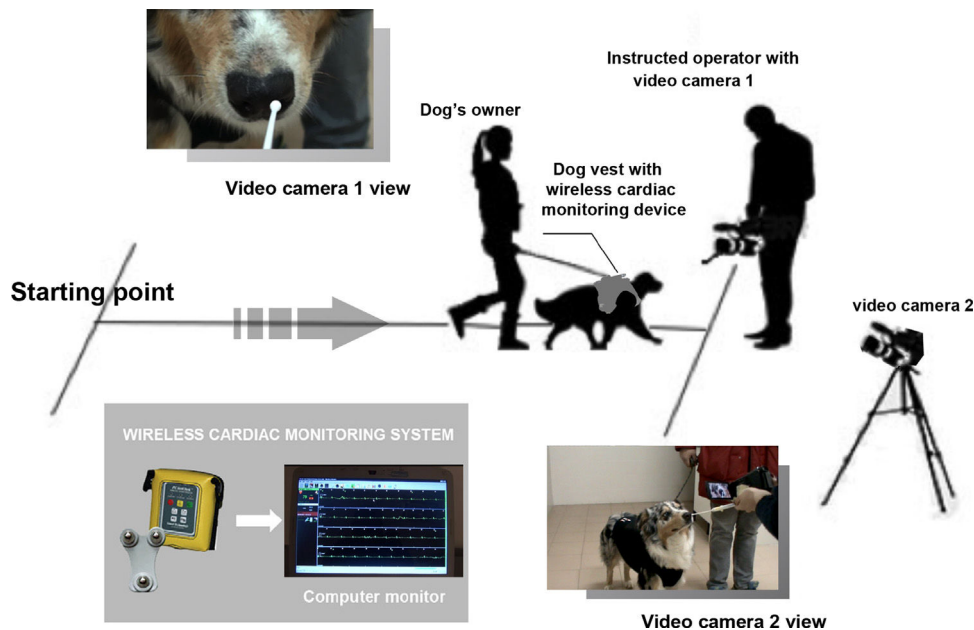 Instructed operator with
video camera 1
Dog's owner
Video camera 1 view
Dog vest with
wireless cardiac
monitoring device
Starting point
video camera 2
WIRELESS CARDIAC MONITORING SYSTEM
Computer monitor
Video camera 2 view